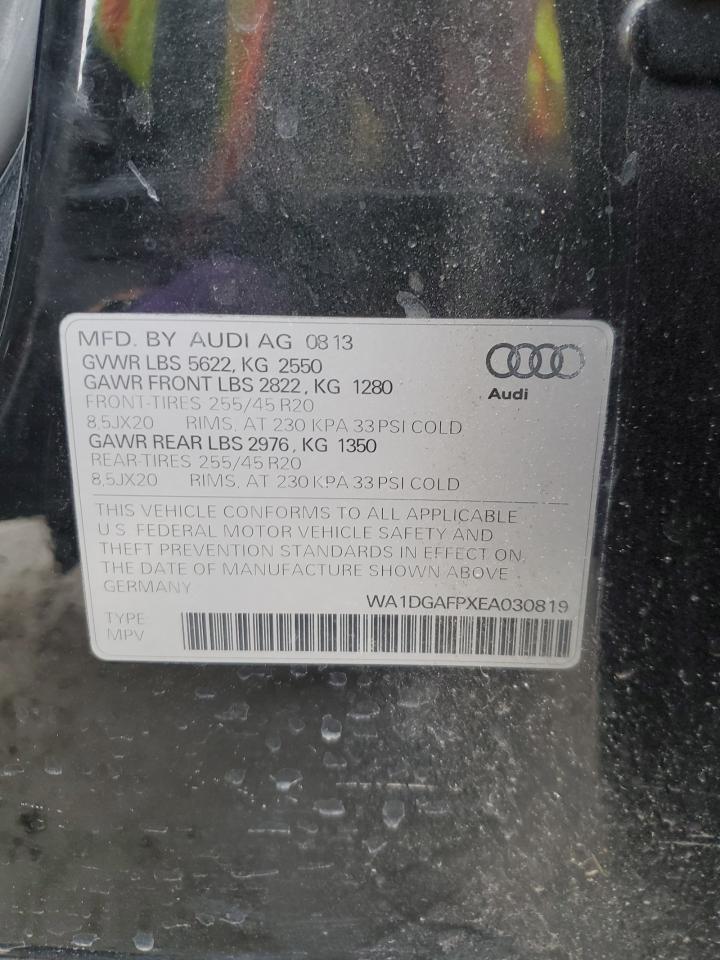 MFD. BY AUDI AG 0813
GVWR LBS 5622, KG 2550
GAWR FRONT LBS 2822, KG 1280
FRONT-TIRES 255/45 R20
8,5JX20 RIMS, AT 230 KPA 33 PSI COLD
GAWR REAR LBS 2976, KG 1350
REAR-TIRES 255/45 R20
8,5JX20 RIMS, AT 230 KPA 33 PSI COLD
Audi
THIS VEHICLE CONFORMS TO ALL APPLICABLE
U.S. FEDERAL MOTOR VEHICLE SAFETY AND
THEFT PREVENTION STANDARDS IN EFFECT ON
THE DATE OF MANUFACTURE SHOWN ABOVE
GERMANY
WA1DGAFPXEA030819
TYPE
MPV